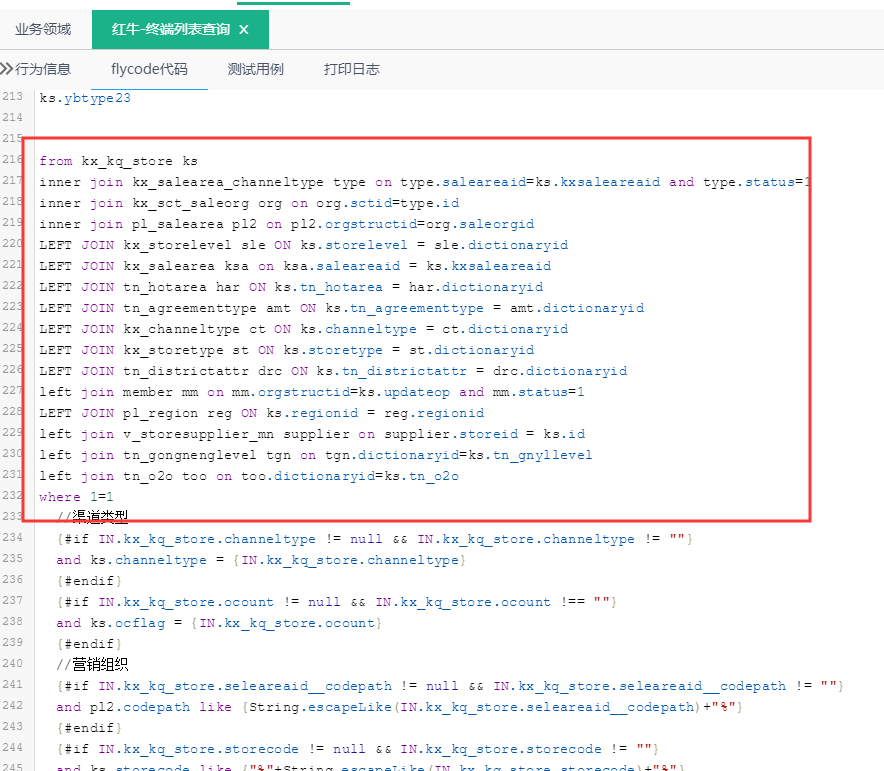 业务领域 红牛-终端列表查询 ×
行为信息 flycode代码 测试用例 打印日志
213 ks.ybtype23
214
215
216 from kx_kq_store ks
217 inner join kx_salearea_channeltype type on type.saleareaid=ks.kxsaleareaid and type.status=1
218 inner join kx_sct_saleorg org on org.sctid=type.id
219 inner join pl_salearea pl2 on pl2.orgstructid=org.saleorgid
220 LEFT JOIN kx_storelevel sle ON ks.storelevel = sle.dictionaryid
221 LEFT JOIN kx_salearea ksa on ksa.saleareaid = ks.kxsaleareaid
222 LEFT JOIN tn_hotarea har ON ks.tn_hotarea = har.dictionaryid
223 LEFT JOIN tn_agreementtype amt ON ks.tn_agreementtype = amt.dictionaryid
224 LEFT JOIN kx_channeltype ct ON ks.channeltype = ct.dictionaryid
225 LEFT JOIN kx_storetype st ON ks.storetype = st.dictionaryid
226 LEFT JOIN tn_districtattr drc ON ks.tn_districtattr = drc.dictionaryid
227 left join member mm on mm.orgstructid=ks.updateop and mm.status=1
228 LEFT JOIN pl_region reg ON ks.regionid = reg.regionid
229 left join v_storesupplier_mn supplier on supplier.storeid = ks.id
230 left join tn_gongnenglevel tgn on tgn.dictionaryid=ks.tn_gnyllevel
231 left join tn_o2o too on too.dictionaryid=ks.tn_o2o
232 where 1=1
233 //渠道类型
234 {#if IN.kx_kq_store.channeltype != null && IN.kx_kq_store.channeltype != ""}
235 and ks.channeltype = {IN.kx_kq_store.channeltype}
236 {#endif}
237 {#if IN.kx_kq_store.ocount != null && IN.kx_kq_store.ocount !== ""}
238 and ks.ocflag = {IN.kx_kq_store.ocount}
239 {#endif}
240 //营销组织
241 {#if IN.kx_kq_store.seleareaid__codepath != null && IN.kx_kq_store.seleareaid__codepath != ""}
242 and pl2.codepath like {String.escapeLike(IN.kx_kq_store.seleareaid__codepath)+"%"}
243 {#endif}
244 {#if IN.kx_kq_store.storecode != null && IN.kx_kq_store.storecode != ""}
245 and ks.storecode like {"%"+String.escapeLike(IN.kx_kq_store.storecode)+"%"}